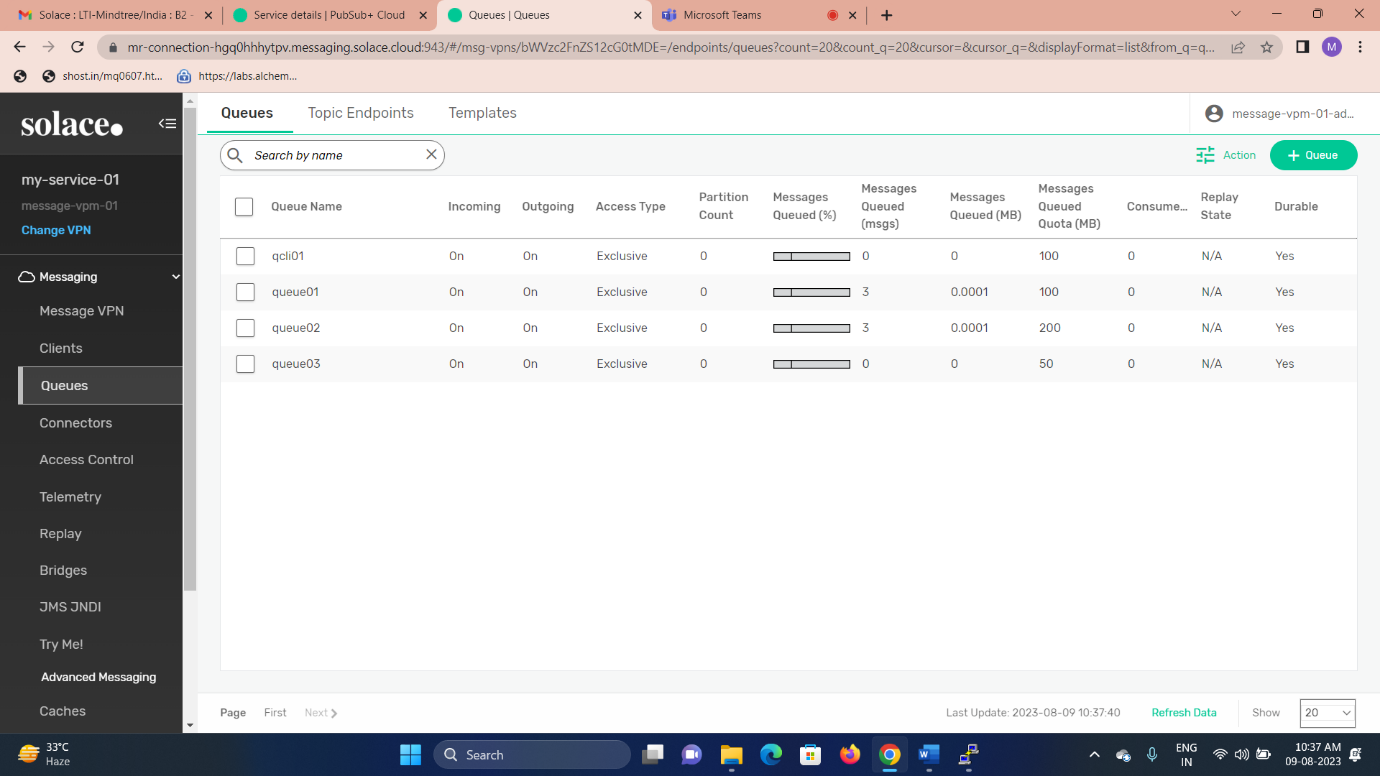 Solace : LTI-Mindtree/India : B2 -
Service details | PubSub+ Cloud
Queues | Queues
Microsoft Teams
mr-connection-hgq0hhhytpv.messaging.solace.cloud:943/#/msg-vpns/bWVzc2FnZS12cG0tMDE=/endpoints/queues?count=20&count_q=20&cursor=&cursor_q=&displayFormat=list&from_q=q...
M
shost.in/mq0607.ht...
https://labs.alchem...
solace.
Queues Topic Endpoints Templates
message-vpm-01-ad...
my-service-01
message-vpm-01
Change VPN
Messaging
Message VPN
Clients
Queues
Connectors
Access Control
Telemetry
Replay
Bridges
JMS JNDI
Try Me!
Advanced Messaging
Caches
Search by name
Action
+ Queue
Queue Name Incoming Outgoing Access Type Partition Count Messages Queued (%) Messages Queued (msgs) Messages Queued (MB) Messages Queued Quota (MB) Consume... Replay State Durable
qcli01 On On Exclusive 0 0 0 100 0 N/A Yes
queue01 On On Exclusive 0 3 0.0001 100 0 N/A Yes
queue02 On On Exclusive 0 3 0.0001 200 0 N/A Yes
queue03 On On Exclusive 0 0 0 50 0 N/A Yes
Page First Next
Last Update: 2023-08-09 10:37:40 Refresh Data Show 20
33°C
Haze
Search
ENG
IN
10:37 AM
09-08-2023